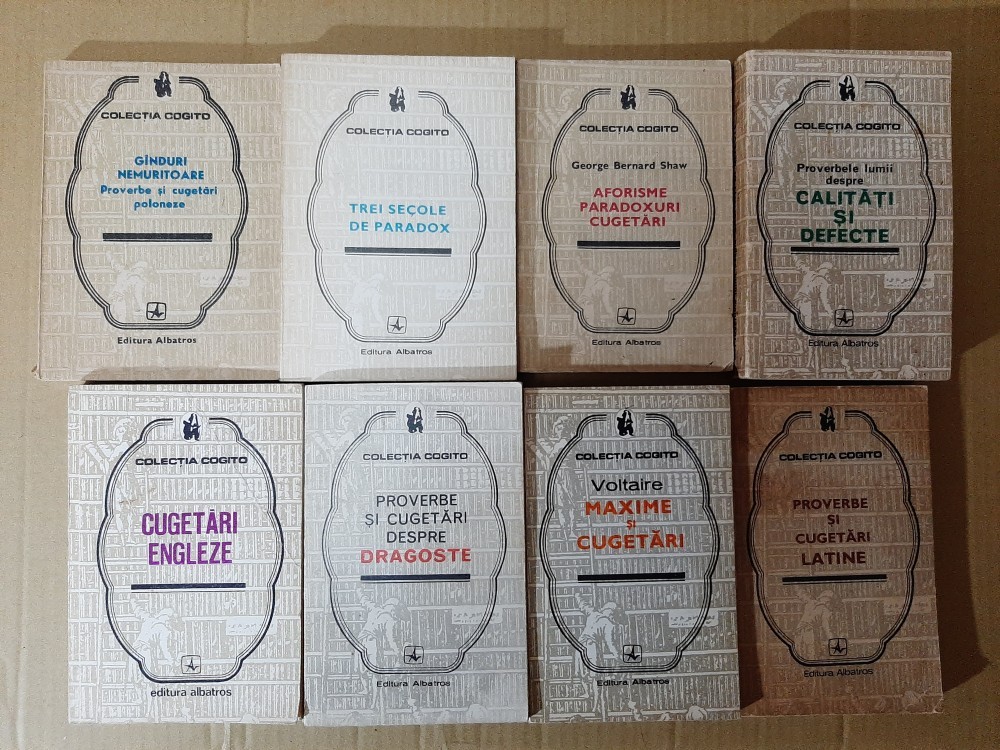 COLECȚIA COGITO
GÎNDURI
NEMURITOARE
Proverbe și cugetări
poloneze
Editura Albatros
COLECȚIA COGITO
TREI SECOLE
DE PARADOX
Editura Albatros
COLECȚIA COGITO
George Bernard Shaw
AFORISME
PARADOXURI
CUGETĂRI
Editura Albatros
COLECȚIA COGITO
Proverbele lumii
despre
CALITĂȚI
ȘI
DEFECTE
Editura Albatros
COLECȚIA COGITO
CUGETĂRI
ENGLEZE
editura albatros
COLECȚIA COGITO
PROVERBE
ȘI CUGETĂRI
DESPRE
DRAGOSTE
Editura Albatros
COLECȚIA COGITO
Voltaire
MAXIME
ȘI
CUGETĂRI
Editura Albatros
COLECȚIA COGITO
PROVERBE
ȘI
CUGETĂRI
LATINE
Editura Albatros